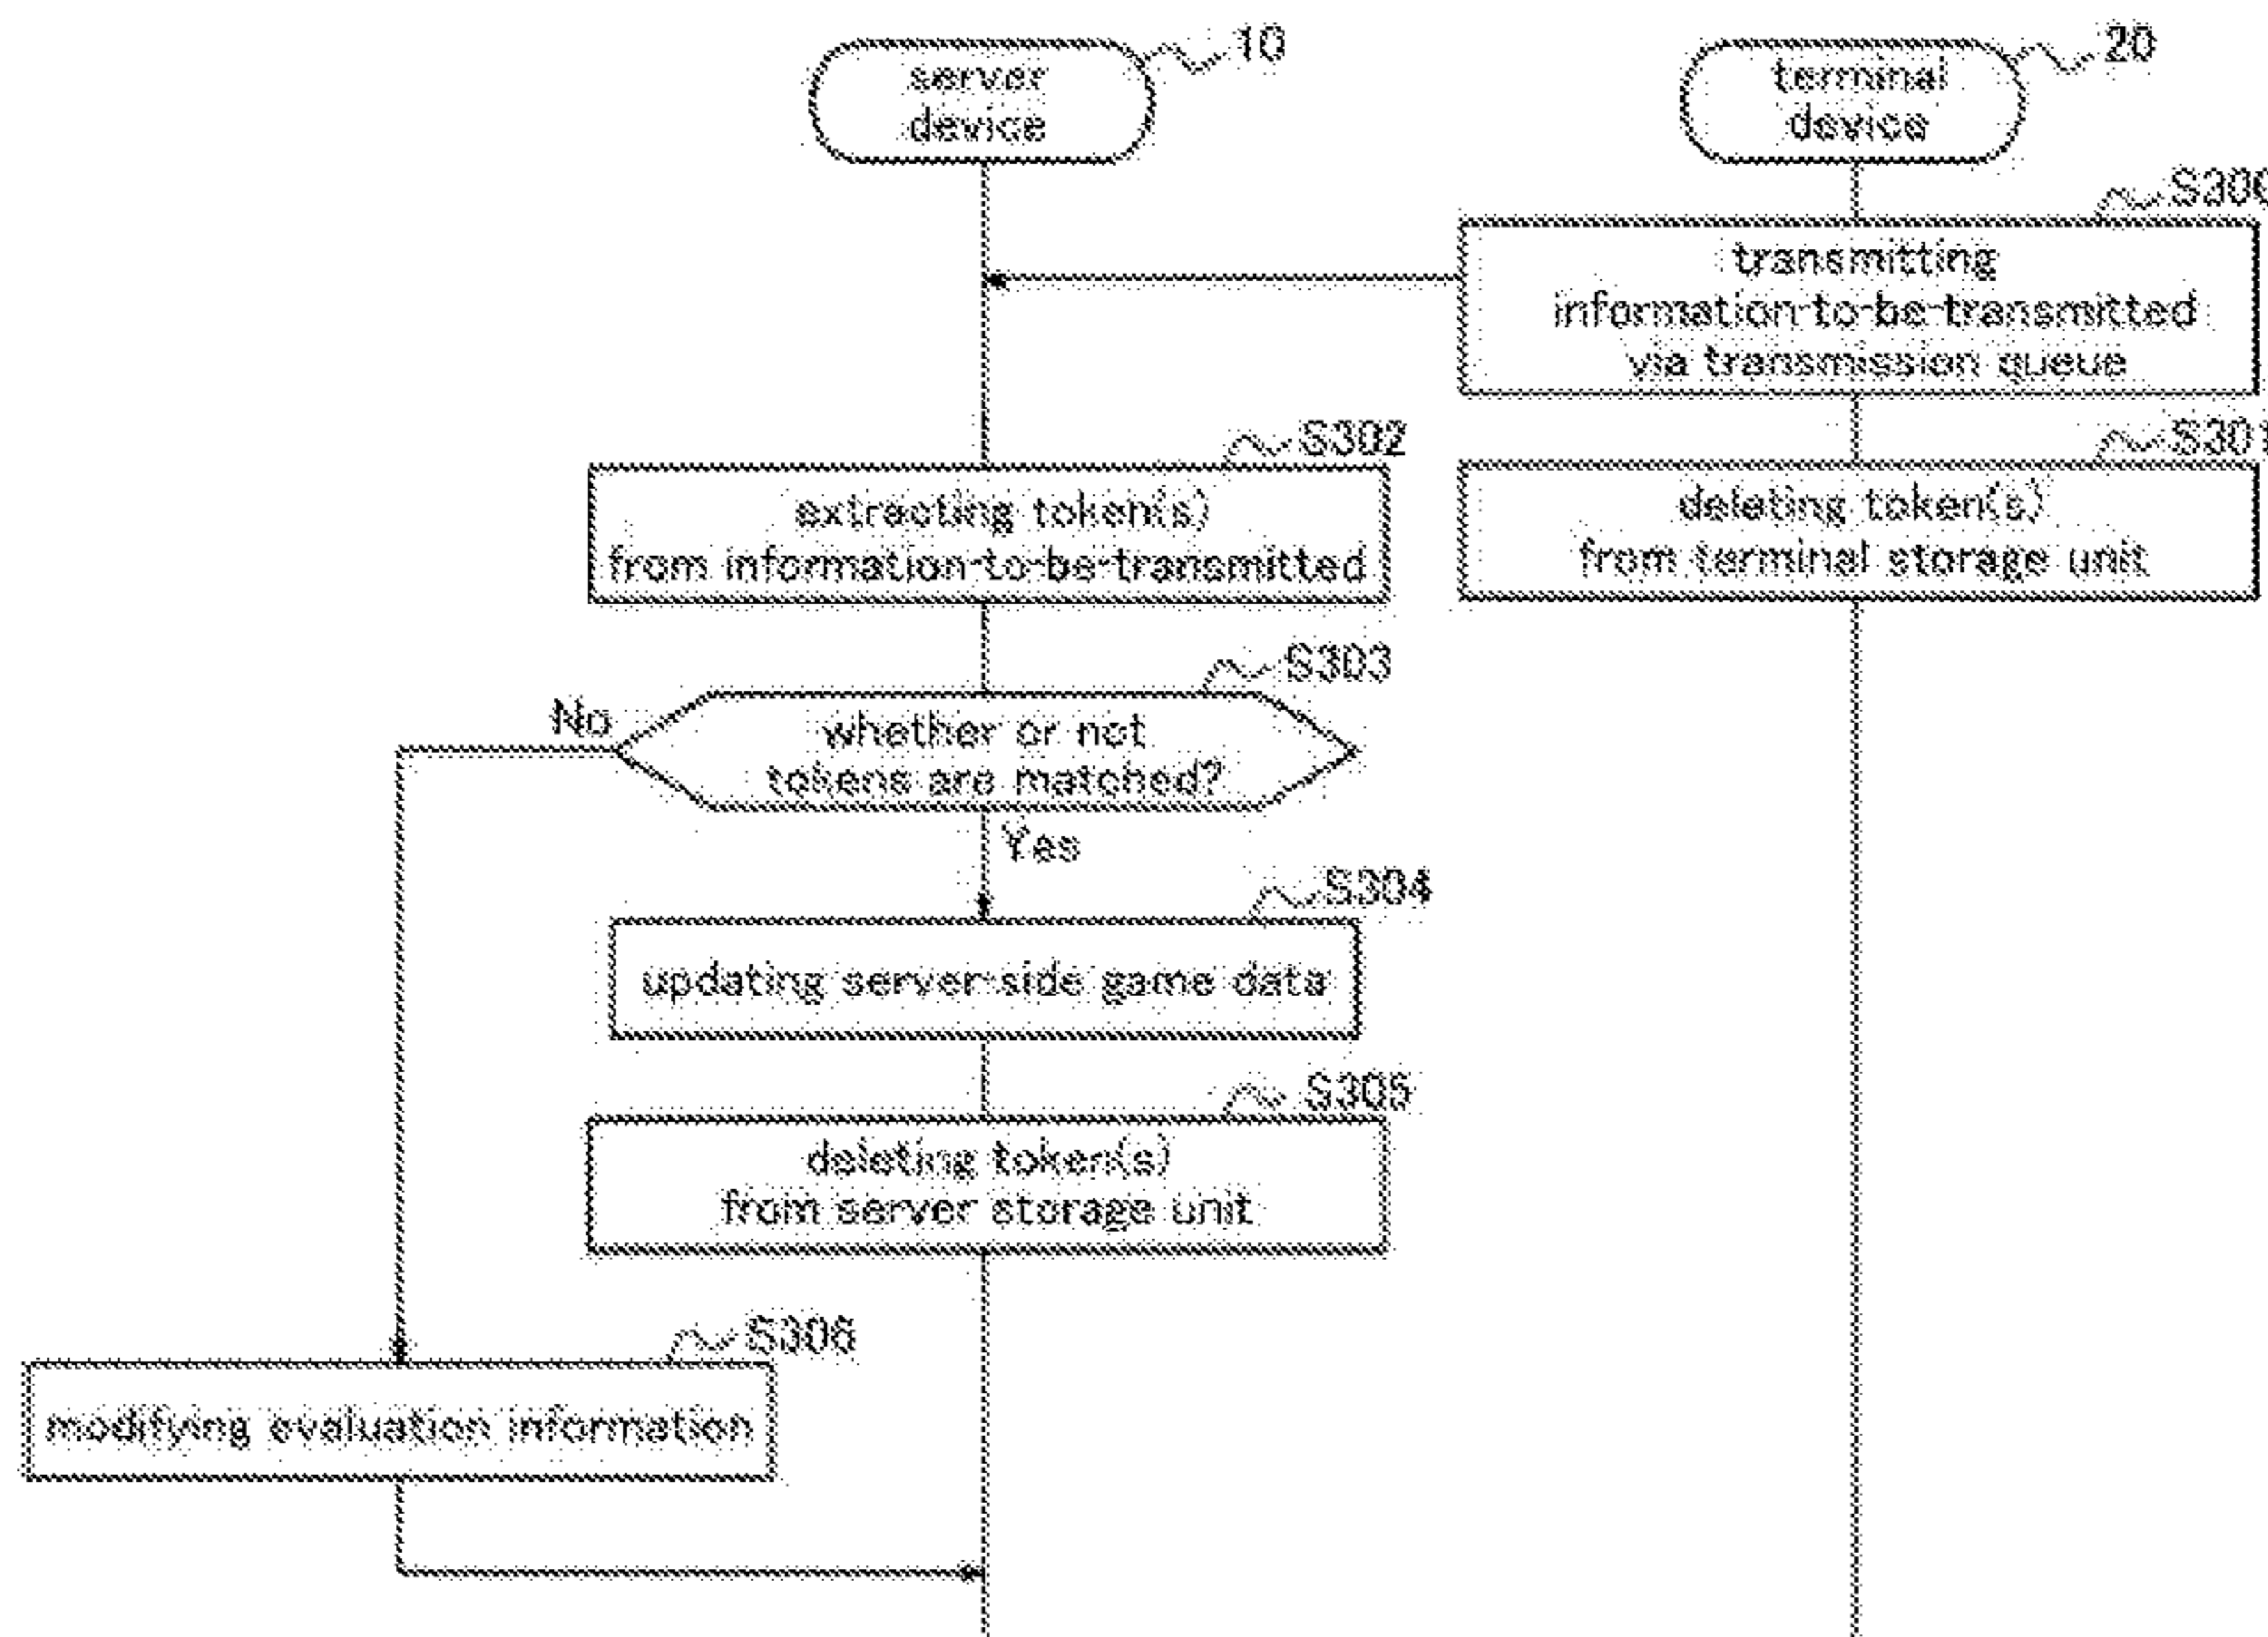 server
device
10
terminal
device
20
transmitting
information-to-be-transmitted
via transmission queue
S302
extracting token(s)
from information-to-be-transmitted
deleting token(s)
from terminal storage unit
S303
No
whether or not
tokens are matched?
Yes
S304
updating server-side game data
S305
deleting token(s)
from server storage unit
S306
modifying evaluation information